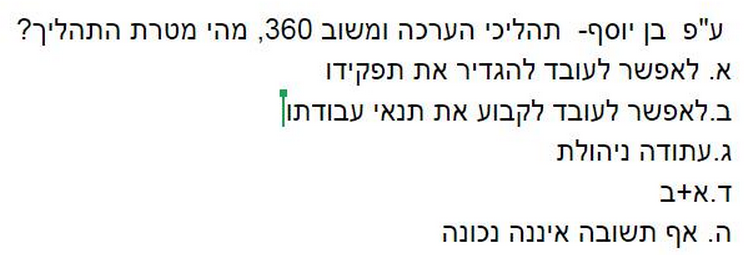 ע"פ בן יוסף- תהליכי הערכה ומשוב 360, מהי מטרת התהליך?
א. לאפשר לעובד להגדיר את תפקידו
ב.לאפשר לעובד לקבוע את תנאי עבודתו
ג.עתודה ניהולת
ד.א+ב
ה. אף תשובה איננה נכונה